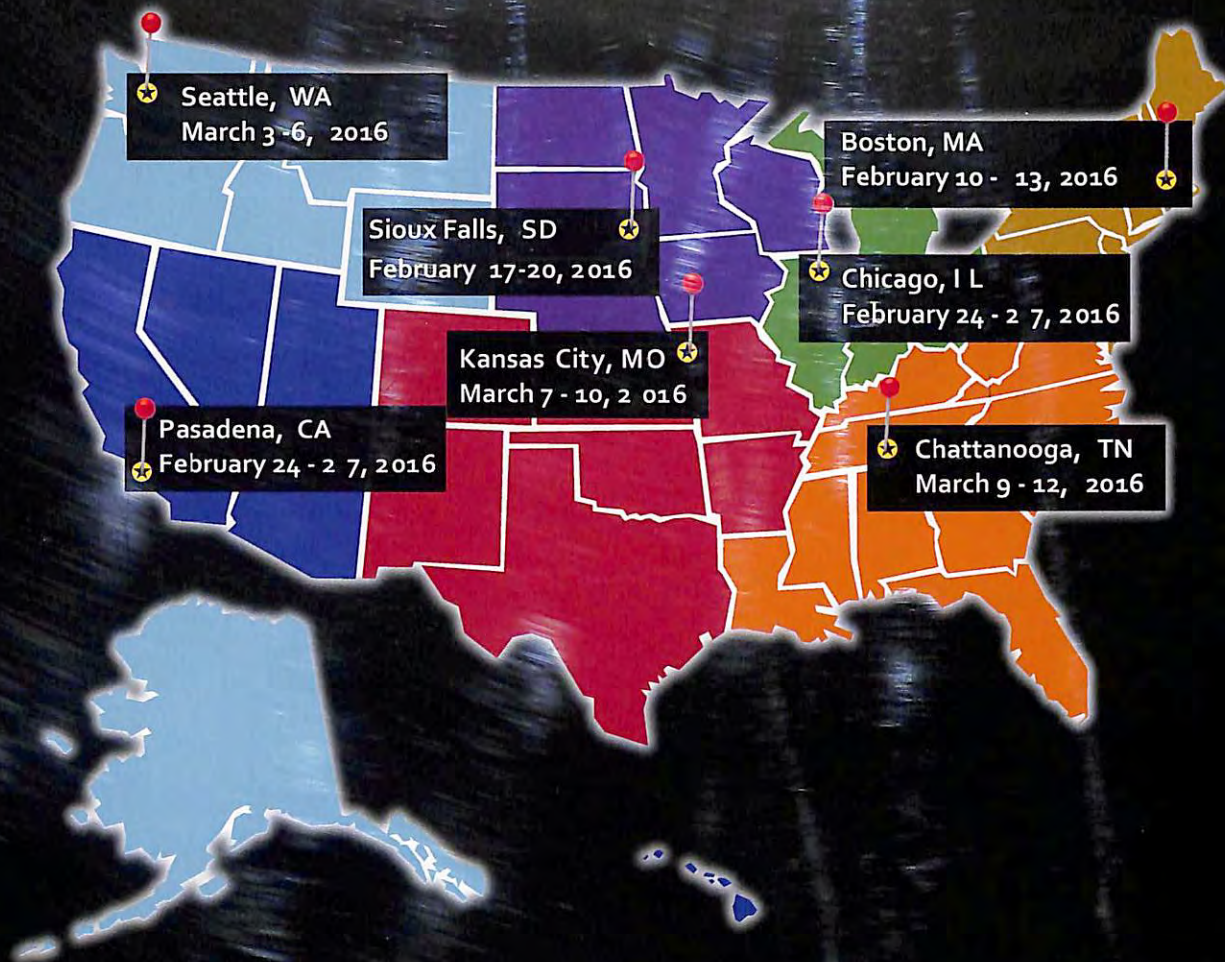 Seattle, WA
March 3-6, 2016
Boston, MA
February 10 - 13, 2016
Sioux Falls, SD
February 17-20, 2016
Chicago, I L
February 24 - 2 7, 2016
Kansas City, MO
March 7 - 10, 2 016
Pasadena, CA
February 24 - 2 7, 2016
Chattanooga, TN
March 9 - 12, 2016